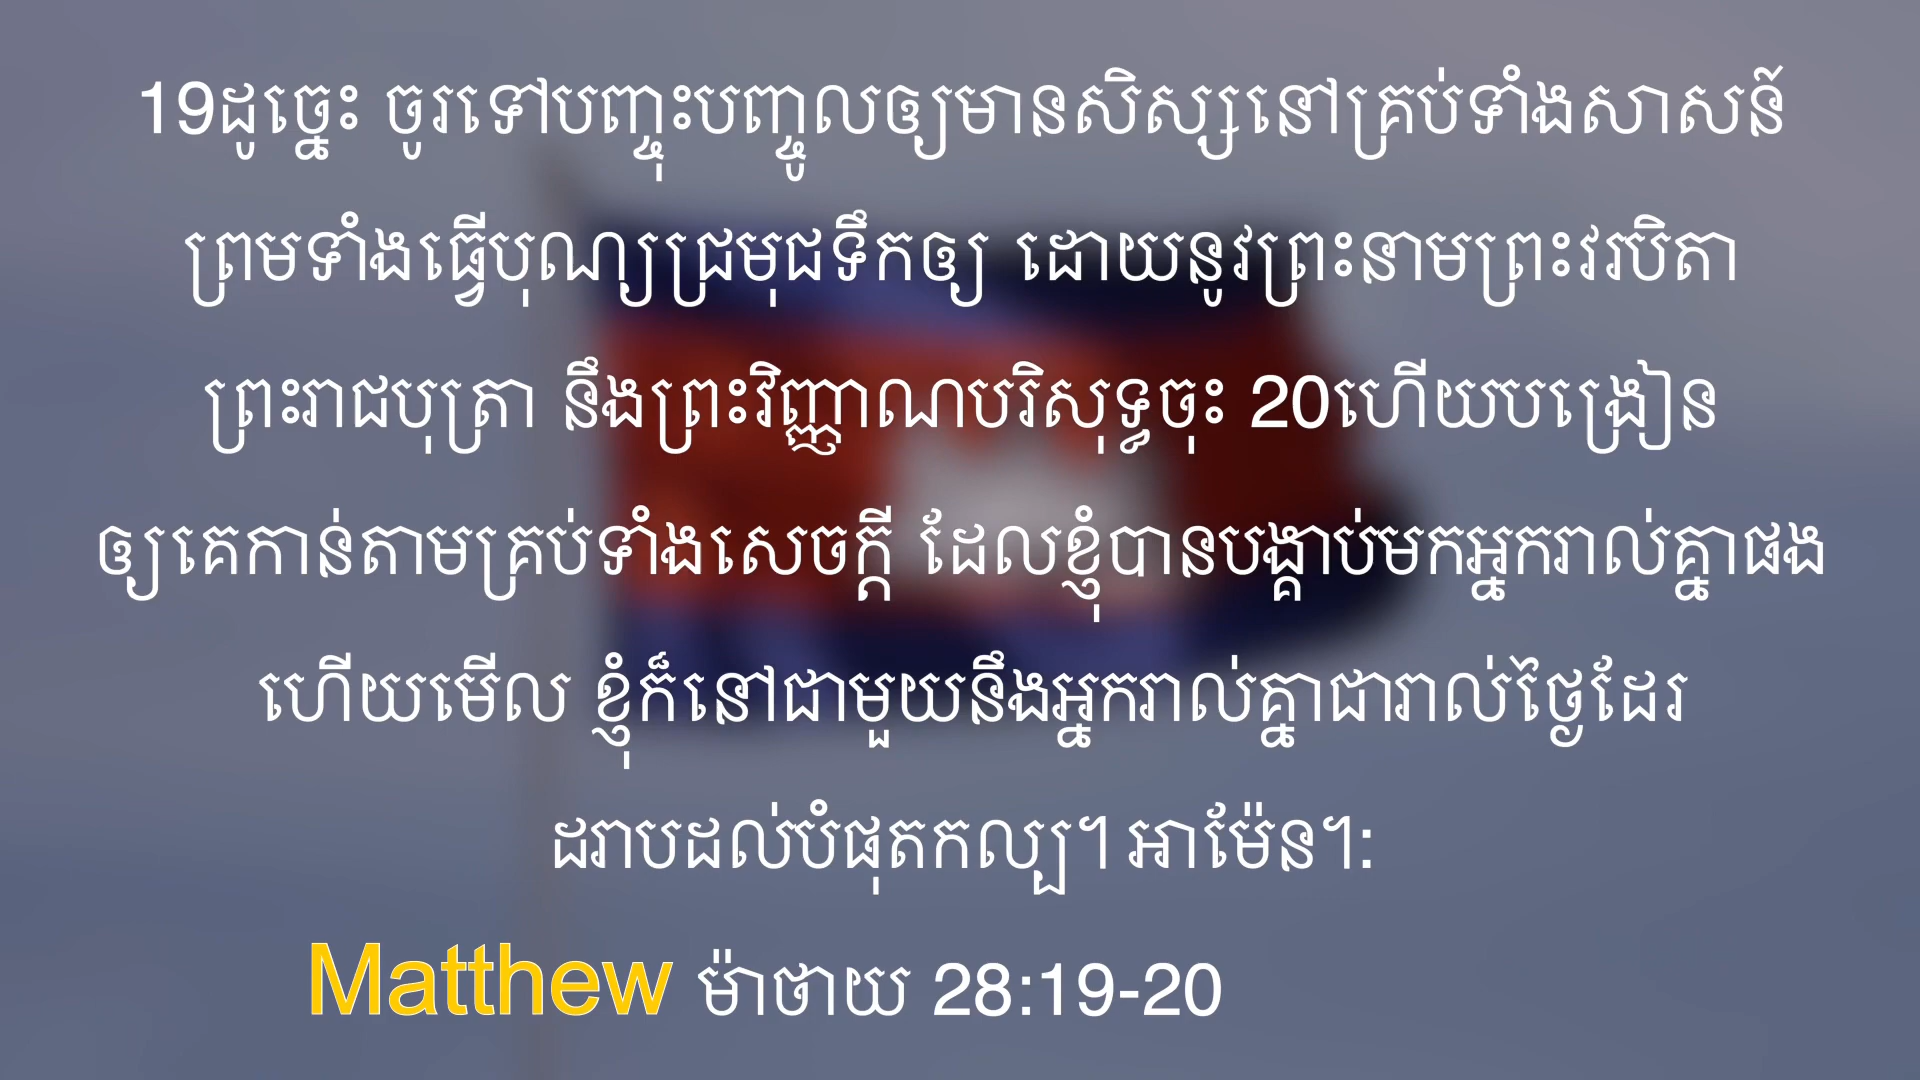 19ដូច្នេះ ចូរទៅបញ្ចុះបញ្ចូលឲ្យមានសិស្សនៅគ្រប់ទាំងសាសន៍
ព្រមទាំងធ្វើបុណ្យជ្រមុជទឹកឲ្យ ដោយនូវព្រះនាមព្រះវរបិតា
ព្រះរាជបុត្រា នឹងព្រះវិញ្ញាណបរិសុទ្ធចុះ 20ហើយបង្រៀន
ឲ្យគេកាន់តាមគ្រប់ទាំងសេចក្ដី ដែលខ្ញុំបានបង្គាប់មកអ្នករាល់គ្នាផង
ហើយមើល ខ្ញុំក៏នៅជាមួយនឹងអ្នករាល់គ្នាជារាល់ថ្ងៃដែរ
ដរាបដល់បំផុតកល្ប។ អាម៉ែន។:
Matthew ម៉ាថាយ 28:19-20